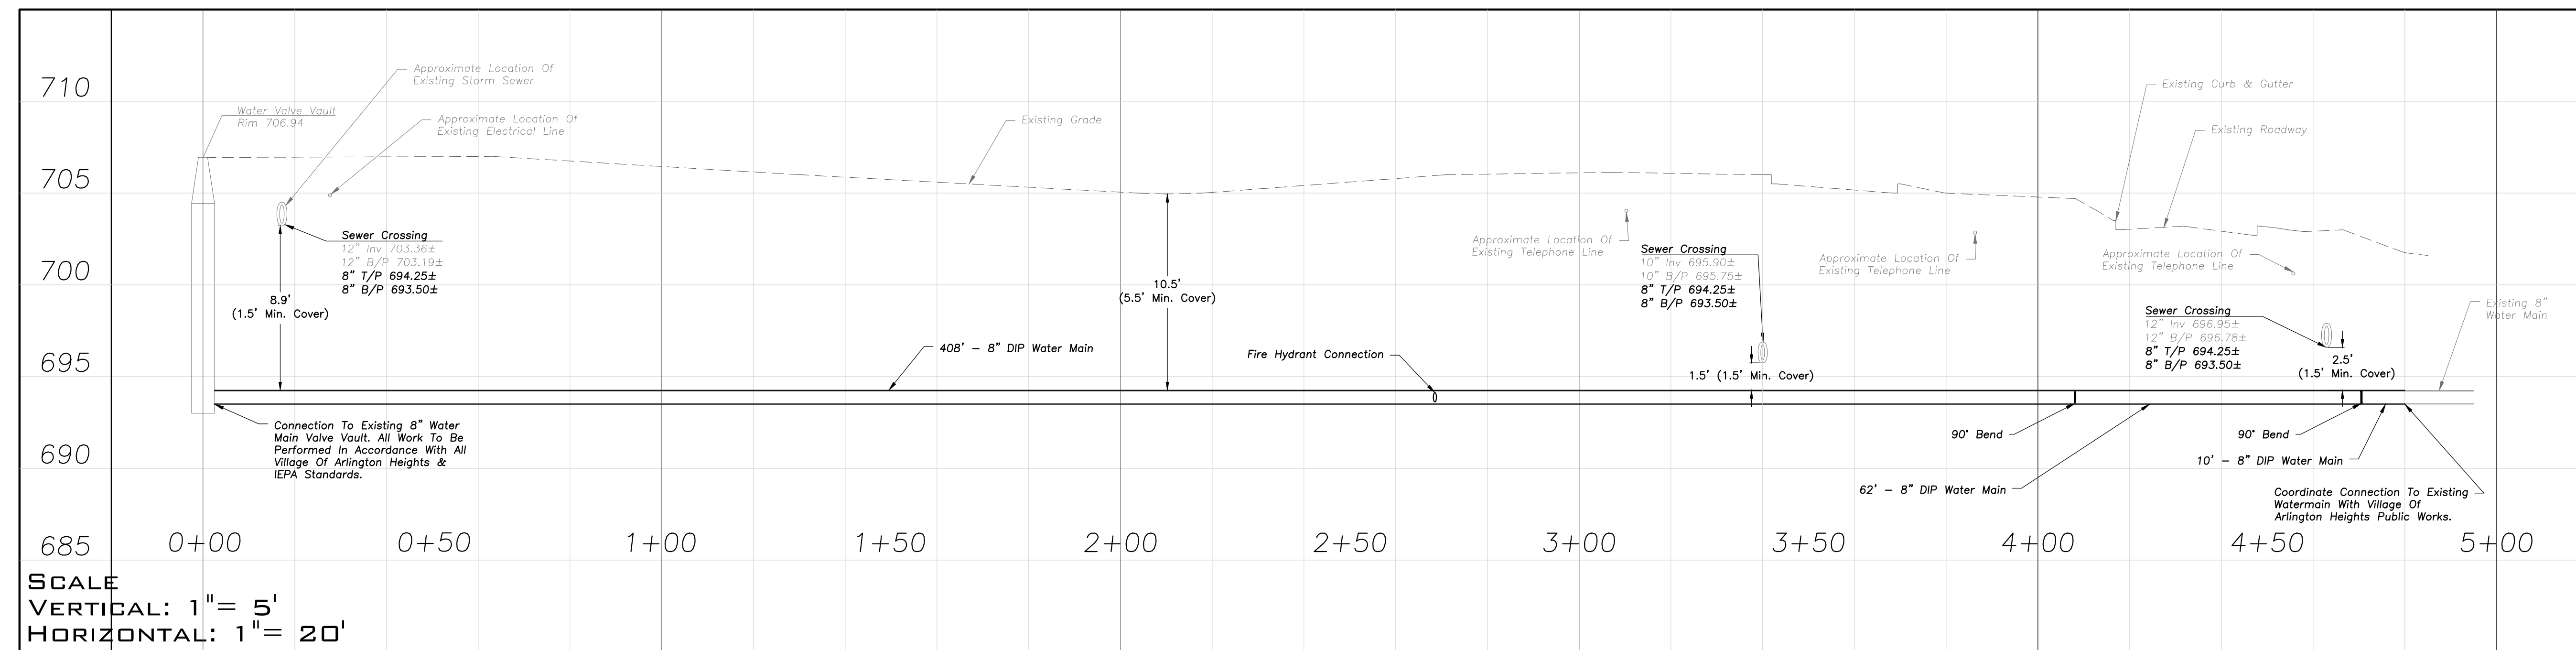 710
705
700
695
690
685
Water Valve Vault
Rim 706.94
Approximate Location Of
Existing Storm Sewer
Approximate Location Of
Existing Electrical Line
Sewer Crossing
12" Inv 703.36±
12" B/P 703.19±
8" T/P 694.25±
8" B/P 693.50±
8.9'
(1.5' Min. Cover)
Connection To Existing 8" Water
Main Valve Vault. All Work To Be
Performed In Accordance With All
Village Of Arlington Heights &
IEPA Standards.
Existing Grade
408' - 8" DIP Water Main
10.5'
(5.5' Min. Cover)
Fire Hydrant Connection
Approximate Location Of
Existing Telephone Line
Sewer Crossing
10" Inv 695.90±
10" B/P 695.75±
8" T/P 694.25±
8" B/P 693.50±
1.5' (1.5' Min. Cover)
Approximate Location Of
Existing Telephone Line
Existing Curb & Gutter
Existing Roadway
Approximate Location Of
Existing Telephone Line
Sewer Crossing
12" Inv 696.95±
12" B/P 696.78±
8" T/P 694.25±
8" B/P 693.50±
2.5'
(1.5' Min. Cover)
Existing 8"
Water Main
90° Bend
90° Bend
10' - 8" DIP Water Main
62' - 8" DIP Water Main
Coordinate Connection To Existing
Watermain With Village Of
Arlington Heights Public Works.
0+00 0+50 1+00 1+50 2+00 2+50 3+00 3+50 4+00 4+50 5+00
SCALE
VERTICAL: 1"= 5'
HORIZONTAL: 1"= 20'